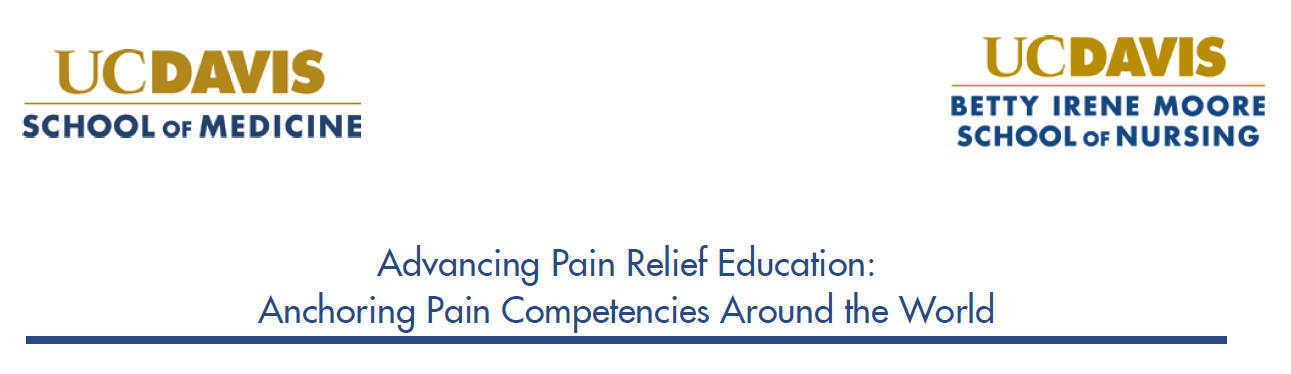 UCDAVIS
SCHOOL OF MEDICINE
UCDAVIS
BETTY IRENE MOORE
SCHOOL OF NURSING
Advancing Pain Relief Education:
Anchoring Pain Competencies Around the World